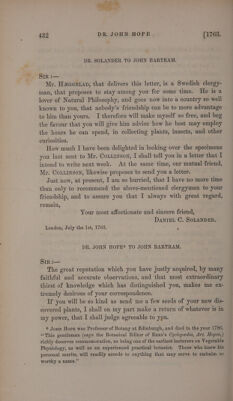 432 DR. JOHN HOPE [1763.
DR. SOLANDER TO JOHN BARTRAM.
SIR:—
Mr. HÆGGBLAD, that delivers this letter, is a Swedish clergy-
man, that proposes to stay among you for some time. He is a
lover of Natural Philosophy, and goes now into a country so well
known to you, that nobody's friendship can be to more advantage
to him than yours. I therefore will make myself so free, and beg
the favour that you will give him advice how he best may employ
the hours he can spend, in collecting plants, insects, and other
curiosities.
How much I have been delighted in looking over the specimens
you last sent to Mr. COLLINSON, I shall tell you in a letter that I
intend to write next week. At the same time, our mutual friend,
Mr. COLLINSON, likewise proposes to send you a letter.
Just now, at present, I am so hurried, that I have no more time
than only to recommend the above-mentioned clergyman to your
friendship, and to assure you that I always with great regard,
remain,
Your most affectionate and sincere friend,
DANIEL C. SOLANDER.
London, July the 1st, 1763.
DR. JOHN HOPE* TO JOHN BARTRAM.
SIR:—
The great reputation which you have justly acquired, by many
faithful and accurate observations, and that most extraordinary
thirst of knowledge which has distinguished you, makes me ex-
tremely desirous of your correspondence.
If you will be so kind as send me a few seeds of your new dis-
covered plants, I shall on my part make a return of whatever is in
my power, that I shall judge agreeable to you.
* JOHN HOPE was Professor of Botany at Edinburgh, and died in the year 1786.
"This gentleman (says the Botanical Editor of Rees's Cyclopædia, Art. Hopea,)
richly deserves commemoration, as being one of the earliest lecturers on Vegetable
Physiology, as well as an experienced practical botanist. Those who knew his
personal merits, will readily accede to anything that may serve to embalm so
worthy a name."